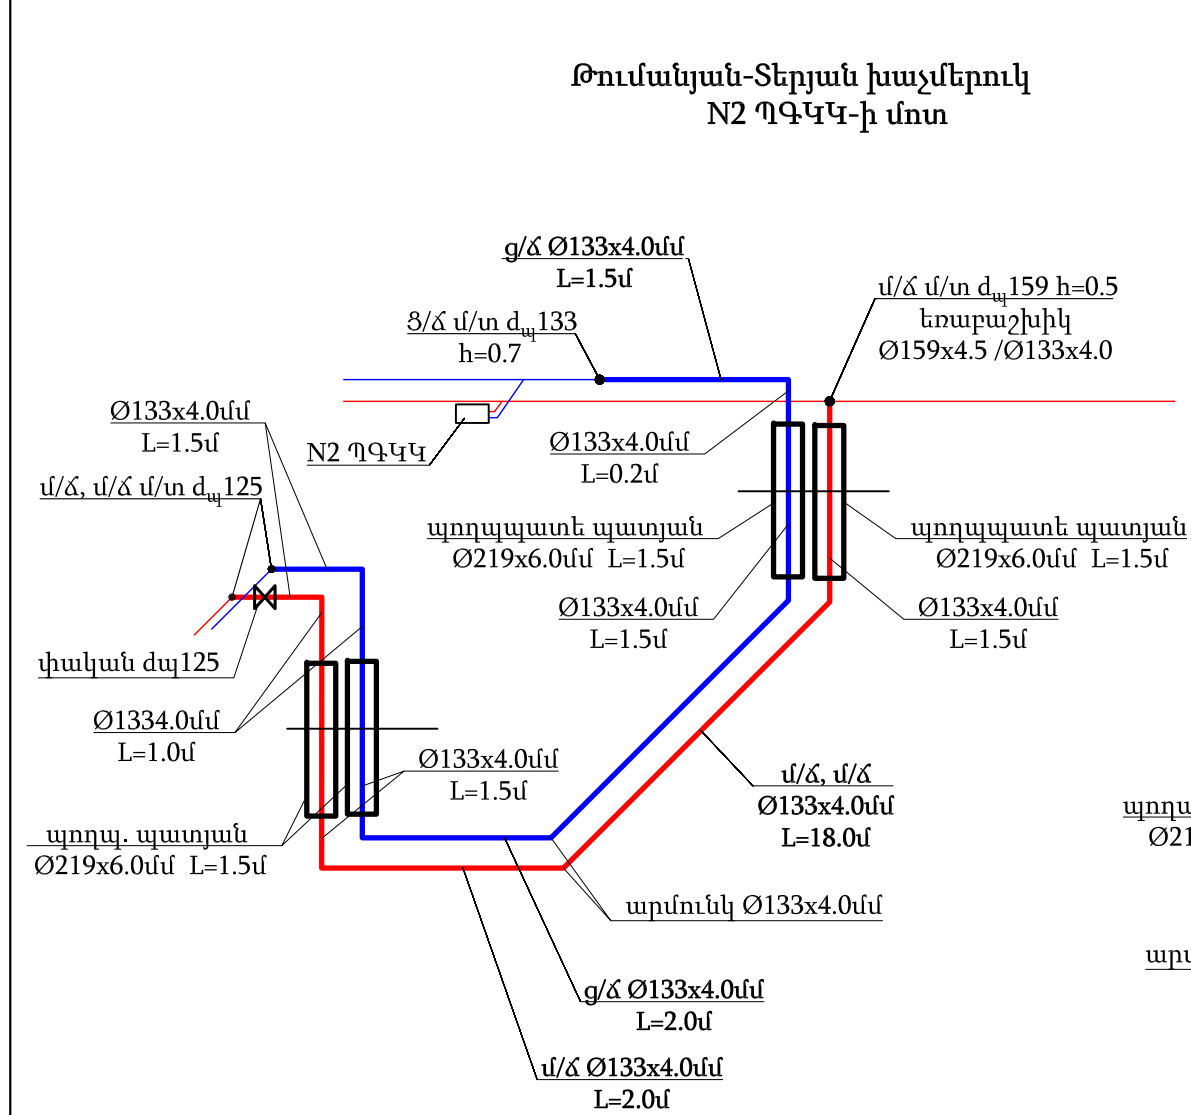 Թումանյան-Տերյան խաչմերուկ
N2 ՊԳԿԿ-ի մոտ
ց/ճ Ø133x4.0մմ
L=1.5մ
մ/ճ մ/տ dպ159 h=0.5
եռաբաշխիկ
Ø159x4.5 /Ø133x4.0
Ց/ճ մ/տ dպ133
h=0.7
Ø133x4.0մմ
L=1.5մ
N2 ՊԳԿԿ
Ø133x4.0մմ
L=0.2մ
մ/ճ, մ/ճ մ/տ dպ125
պողպպատե պատյան
Ø219x6.0մմ L=1.5մ
պողպպատե պատյան
Ø219x6.0մմ L=1.5մ
Ø133x4.0մմ
L=1.5մ
Ø133x4.0մմ
L=1.5մ
փական dպ125
Ø1334.0մմ
L=1.0մ
Ø133x4.0մմ
L=1.5մ
մ/ճ, մ/ճ
Ø133x4.0մմ
L=18.0մ
պողպ. պատյան
Ø219x6.0մմ L=1.5մ
արմունկ Ø133x4.0մմ
ց/ճ Ø133x4.0մմ
L=2.0մ
մ/ճ Ø133x4.0մմ
L=2.0մ